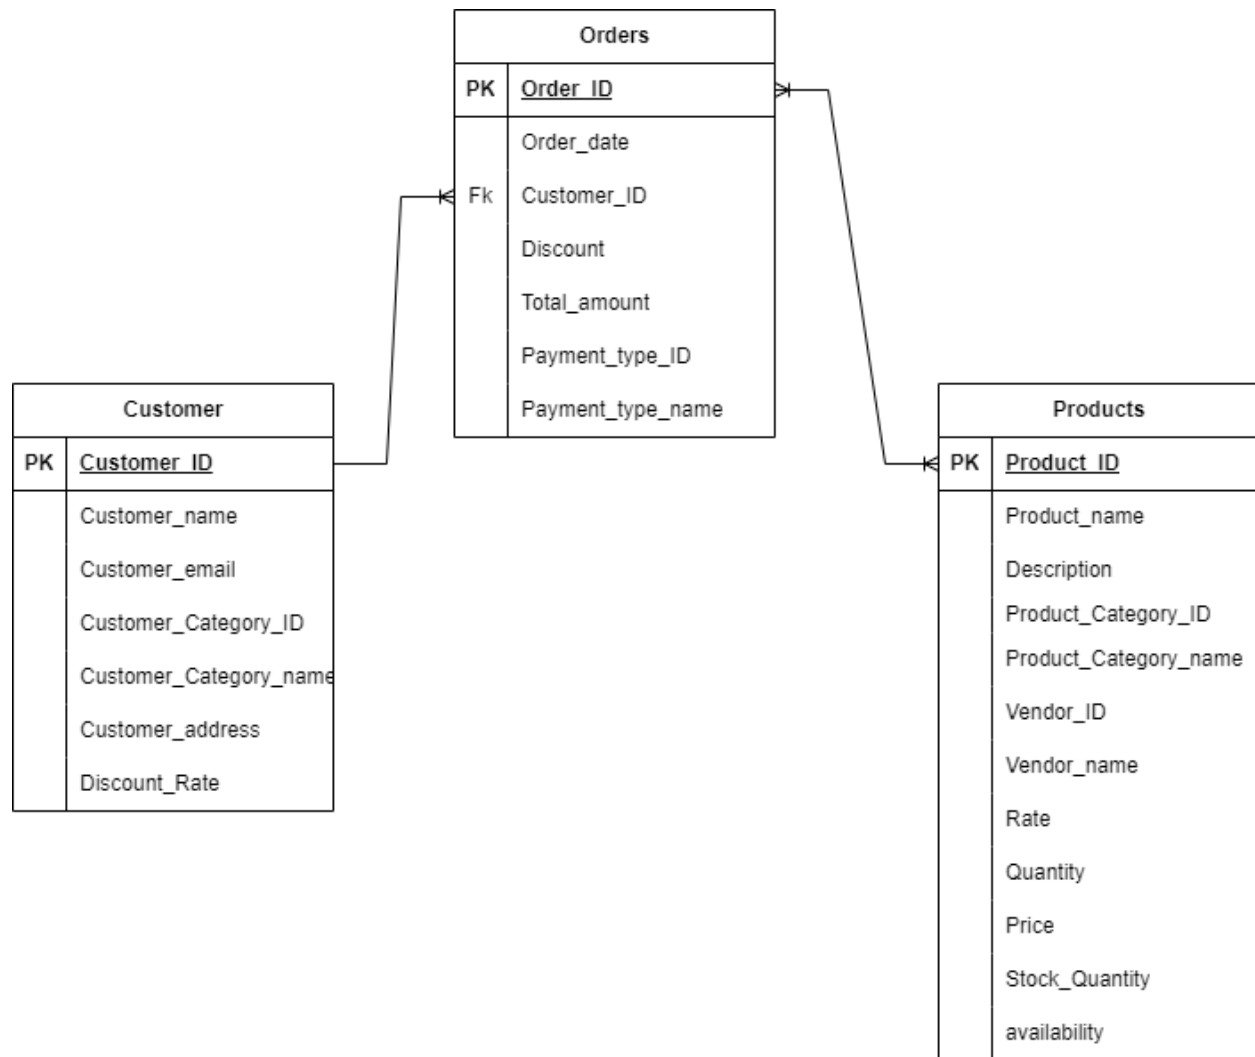 Orders
PK Order_ID
Order_date
Fk Customer_ID
Discount
Total_amount
Payment_type_ID
Payment_type_name
Customer
PK Customer_ID
Customer_name
Customer_email
Customer_Category_ID
Customer_Category_name
Customer_address
Discount_Rate
Products
PK Product_ID
Product_name
Description
Product_Category_ID
Product_Category_name
Vendor_ID
Vendor_name
Rate
Quantity
Price
Stock_Quantity
availability